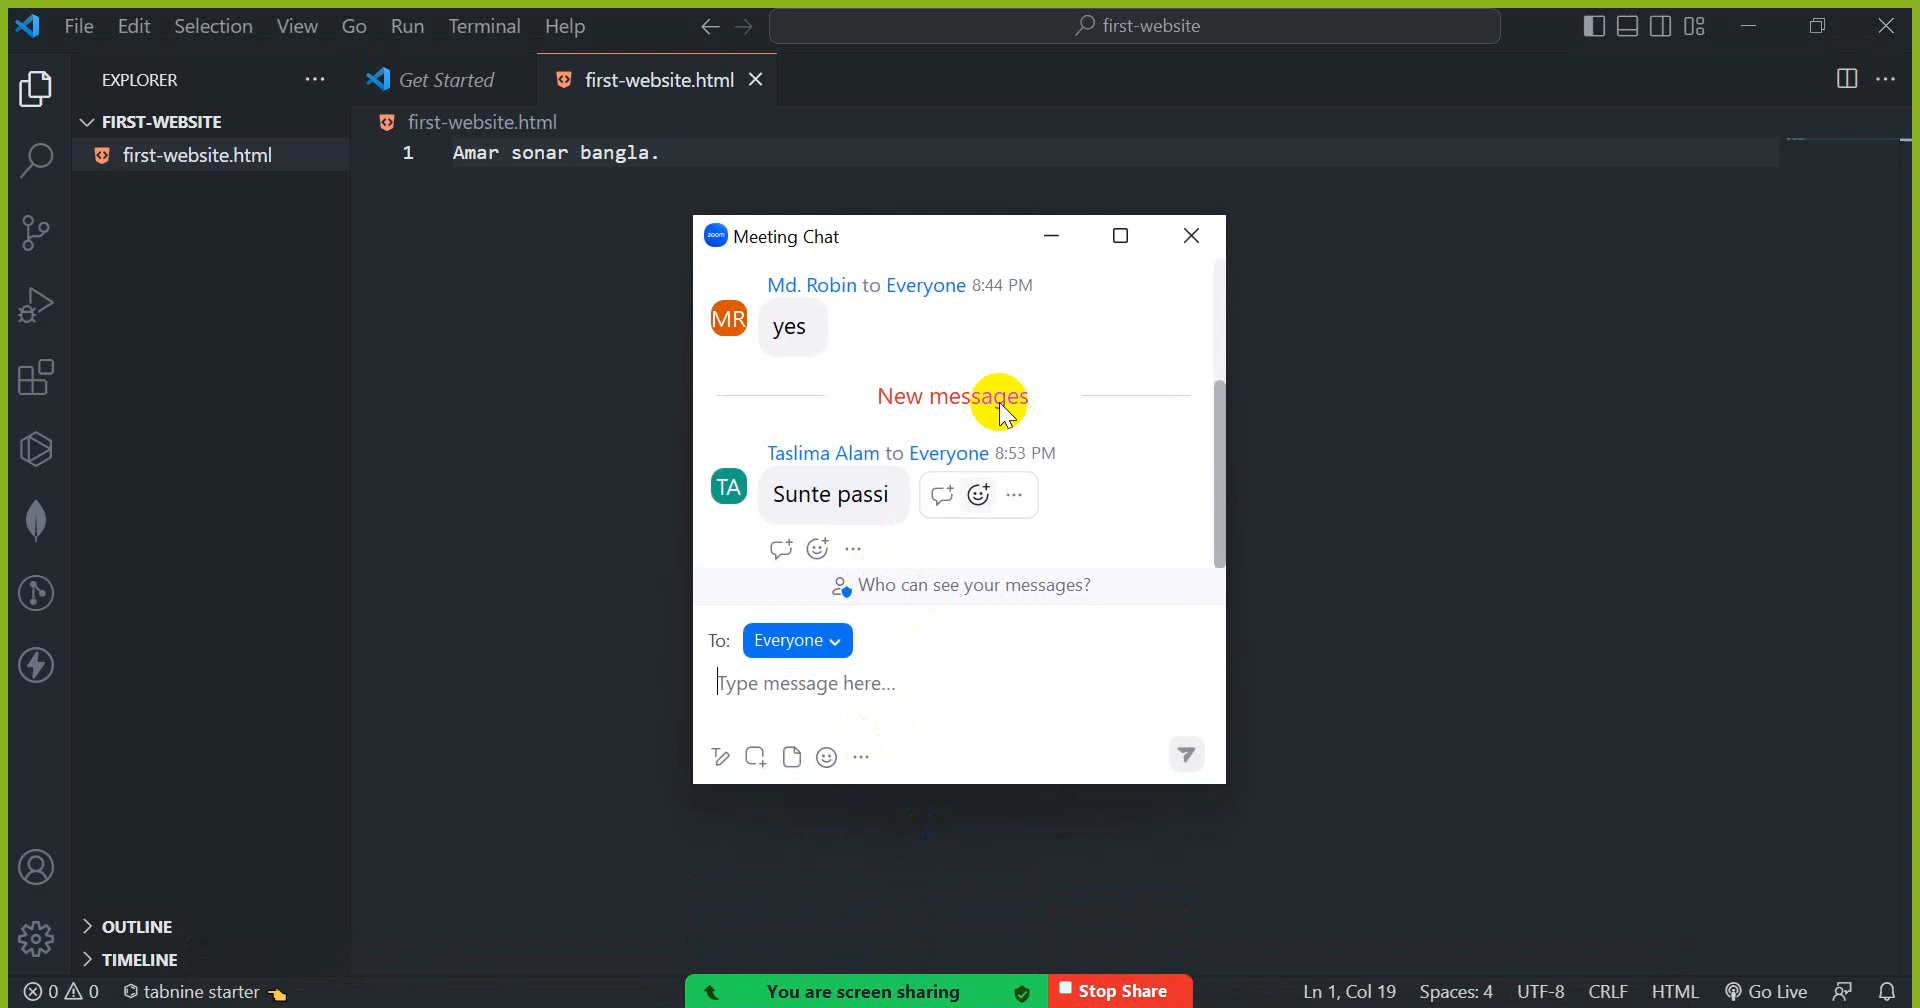 File Edit Selection View Go Run Terminal Help first-website
EXPLORER Get Started first-website.html
FIRST-WEBSITE first-website.html
first-website.html 1 Amar sonar bangla.
zoom Meeting Chat
Md. Robin to Everyone 8:44 PM
MR yes
New messages
Taslima Alam to Everyone 8:53 PM
TA Sunte passi
Who can see your messages?
To: Everyone
Type message here...
OUTLINE
TIMELINE
0 0 tabnine starter You are screen sharing Stop Share Ln 1, Col 19 Spaces: 4 UTF-8 CRLF HTML Go Live